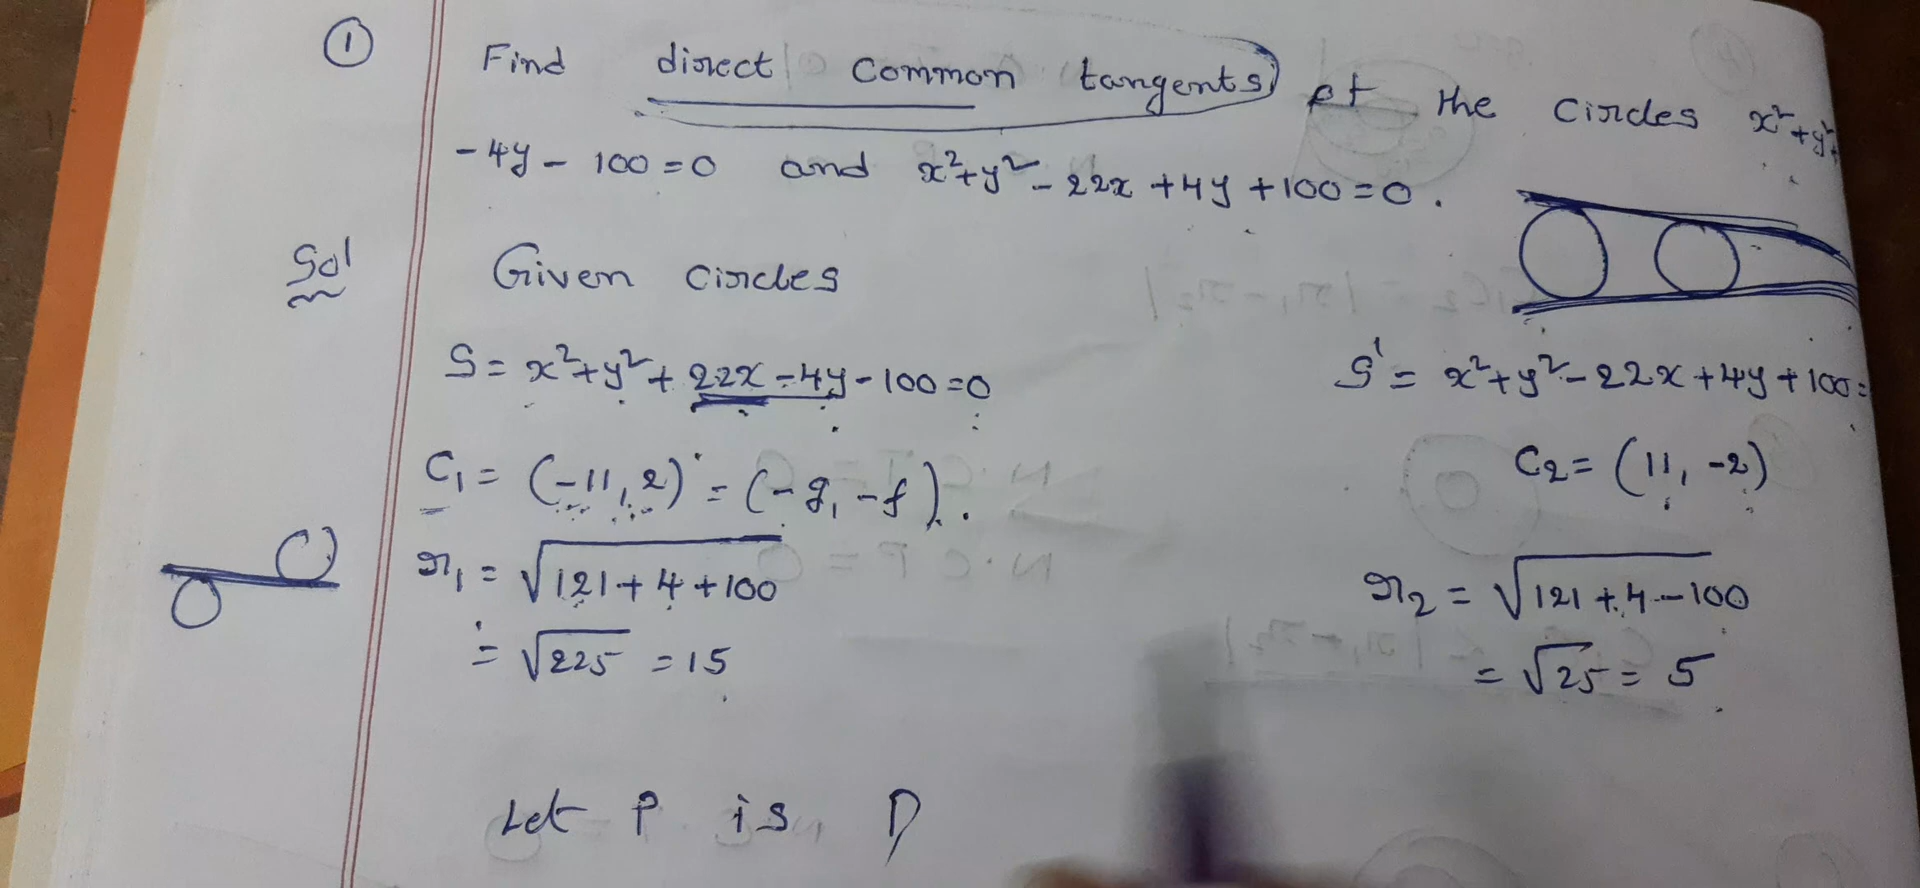 ① Find direct common tangents of the circles x²+y²+
-4y - 100 = 0 and x²+y² - 22x + 4y + 100 = 0.
Sol Given circles
S = x²+y² + 22x - 4y - 100 = 0 S' = x²+y² - 22x + 4y + 100 =
C₁ = (-11, 2) = (-g, -f). C₂ = (11, -2)
r₁ = √121 + 4 + 100 r₂ = √121 + 4 - 100
= √225 = 15 = √25 = 5
Let P is D